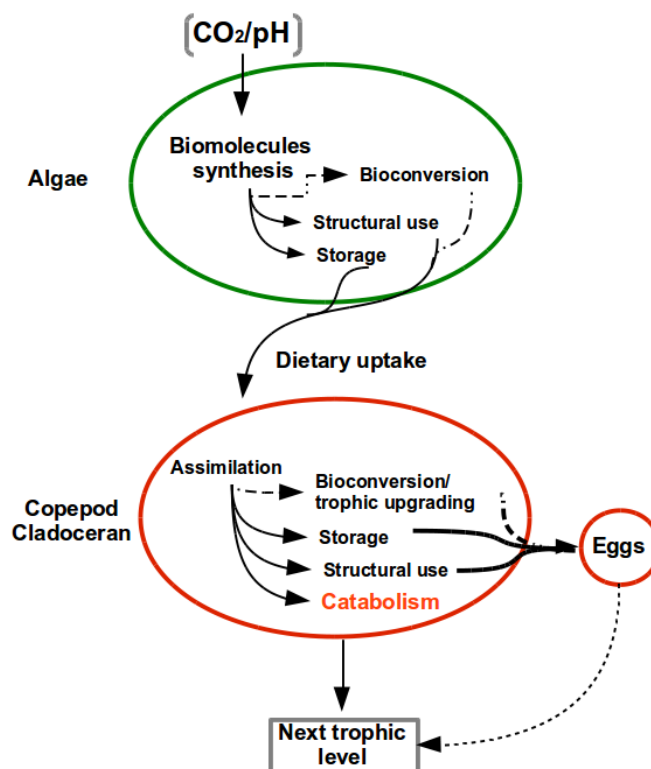 [CO₂/pH]
Biomolecules
synthesis
Algae
Bioconversion
Structural use
Storage
Dietary uptake
Assimilation
Bioconversion/
trophic upgrading
Copepod
Cladoceran
Storage
Eggs
Structural use
Catabolism
Next trophic
level